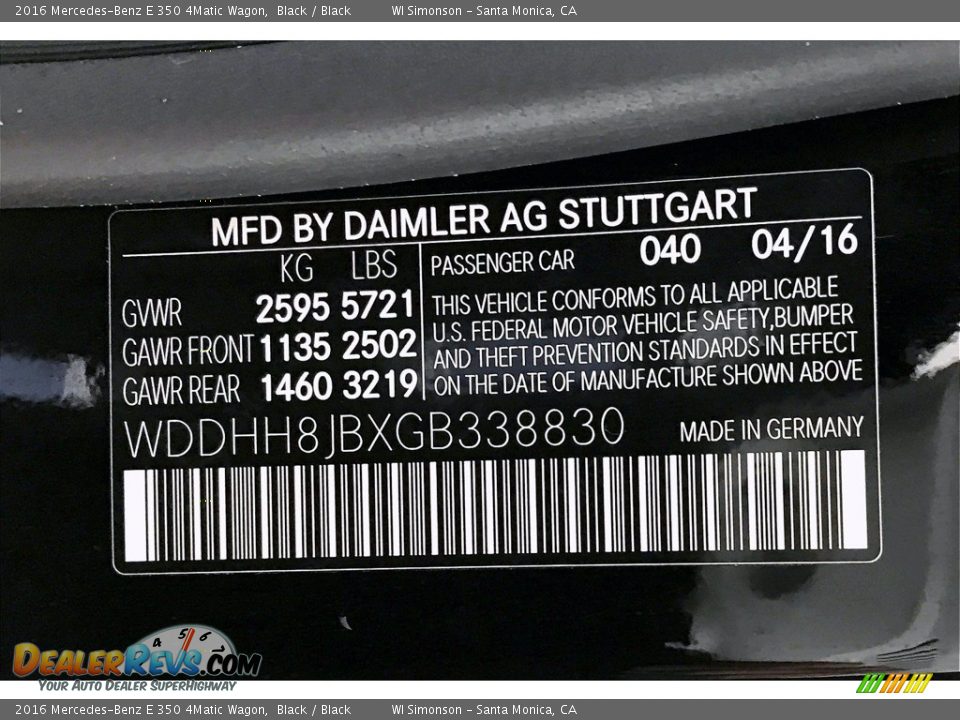 2016 Mercedes-Benz E 350 4Matic Wagon, Black / Black WI Simonson - Santa Monica, CA
MFD BY DAIMLER AG STUTTGART
KG LBS
GVWR 2595 5721
GAWR FRONT 1135 2502
GAWR REAR 1460 3219
PASSENGER CAR 040 04/16
THIS VEHICLE CONFORMS TO ALL APPLICABLE
U.S. FEDERAL MOTOR VEHICLE SAFETY,BUMPER
AND THEFT PREVENTION STANDARDS IN EFFECT
ON THE DATE OF MANUFACTURE SHOWN ABOVE
WDDHH8JBXGB338830 MADE IN GERMANY
4 5 6 7
DEALERREVS.COM
YOUR AUTO DEALER SUPERHIGHWAY
2016 Mercedes-Benz E 350 4Matic Wagon, Black / Black WI Simonson - Santa Monica, CA